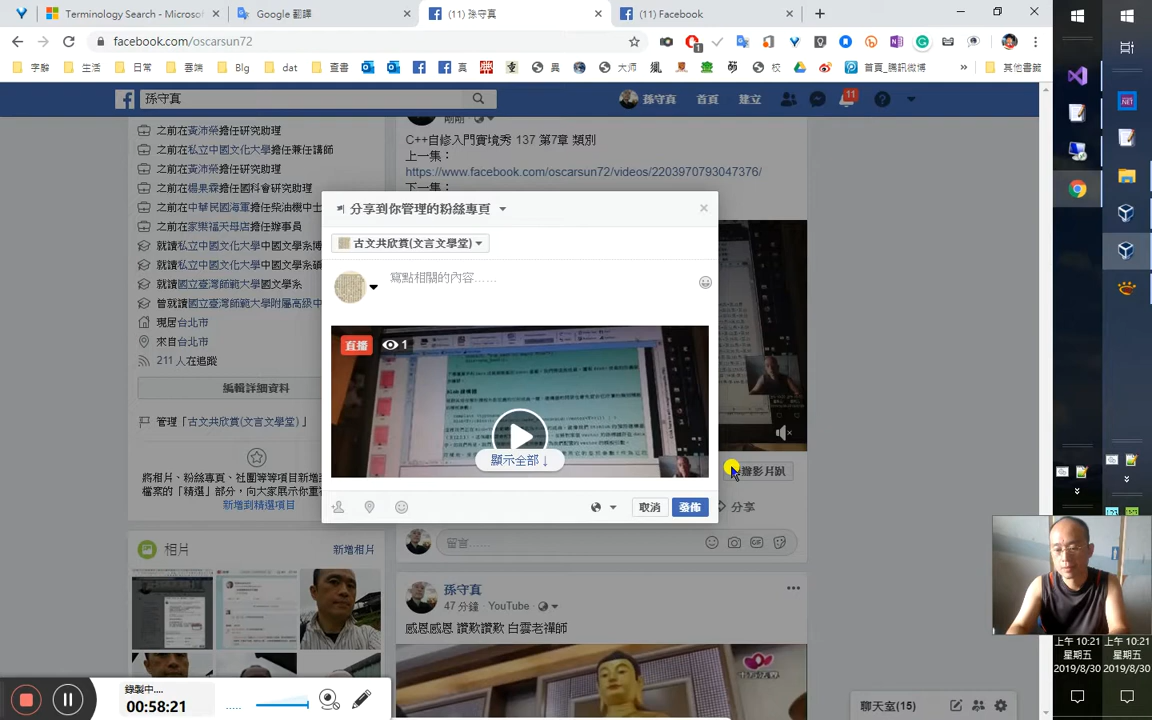 Terminology Search - Microsof
Google 翻譯
(11) 孫守真
(11) Facebook
facebook.com/oscarsun72
字辭
生活
日常
雲端
Blg
dat
查書
真
異
大师
校
首頁_騰訊微博
其他書籤
孫守真
孫守真
首頁
建立
11
之前在黃沛榮擔任研究助理
之前在私立中國文化大學擔任兼任講師
之前在黃沛榮擔任研究助理
之前在楊果霖擔任國科會研究助理
之前在中華民國海軍擔任柴油機中士
之前在家樂福天母店擔任辦事員
就讀私立中國文化大學中國文學系博
就讀私立中國文化大學中國文學系碩
就讀國立臺灣師範大學國文學系
曾就讀國立臺灣師範大學附屬高級中
現居台北市
來自台北市
211 人在追蹤
編輯詳細資料
管理「古文共欣賞(文言文學堂)」
將相片、粉絲專頁、社團等等項目新增
檔案的「精選」部分，向大家展示你重視
新增到精選項目
相片
新增相片
剛剛
C++自修入門實境秀 137 第7章 類別
上一集：
https://www.facebook.com/oscarsun72/videos/2203970793047376/
下一集：
分享到你管理的粉絲專頁
古文共欣賞(文言文學堂)
寫點相關的內容……
直播
1
顯示全部↓
取消
發佈
辦影片趴
分享
留言……
孫守真
47 分鐘 · YouTube ·
感恩感恩 讚歎讚歎 白雲老禪師
聊天室(15)
錄製中....
00:58:21
.NET
上午 10:21
星期五
2019/8/30
上午 10:21
星期五
2019/8/30